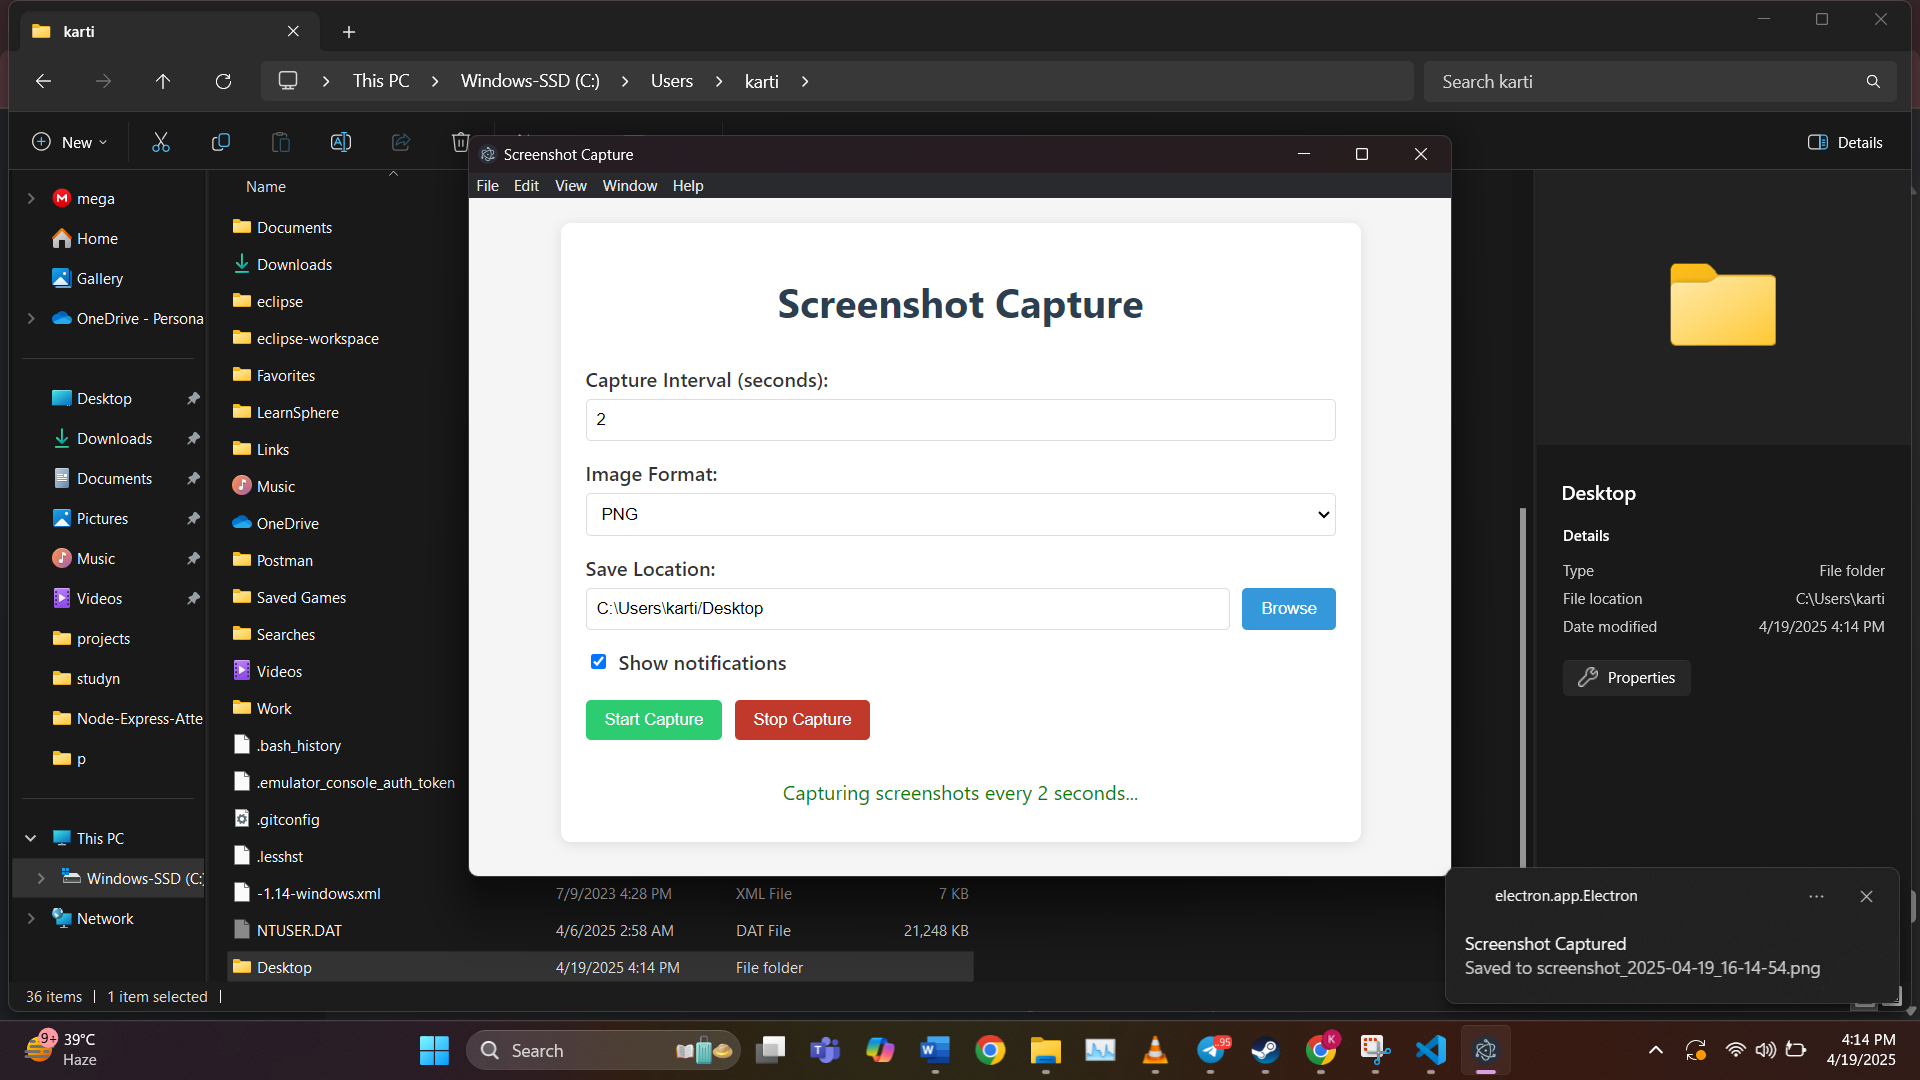 karti
This PC
Windows-SSD (C:)
Users
karti
Search karti
New
Details
Screenshot Capture
File Edit View Window Help
mega
Home
Gallery
OneDrive - Persona
Desktop
Downloads
Documents
Pictures
Music
Videos
projects
studyn
Node-Express-Atte
p
This PC
Windows-SSD (C:)
Network
Name
Documents
Downloads
eclipse
eclipse-workspace
Favorites
LearnSphere
Links
Music
OneDrive
Postman
Saved Games
Searches
Videos
Work
.bash_history
.emulator_console_auth_token
.gitconfig
.lesshst
-1.14-windows.xml 7/9/2023 4:28 PM XML File 7 KB
NTUSER.DAT 4/6/2025 2:58 AM DAT File 21,248 KB
Desktop 4/19/2025 4:14 PM File folder
Screenshot Capture
Capture Interval (seconds):
2
Image Format:
PNG
Save Location:
C:\Users\karti/Desktop
Browse
Show notifications
Start Capture
Stop Capture
Capturing screenshots every 2 seconds...
Desktop
Details
Type File folder
File location C:\Users\karti
Date modified 4/19/2025 4:14 PM
Properties
electron.app.Electron
Screenshot Captured
Saved to screenshot_2025-04-19_16-14-54.png
36 items
1 item selected
9+
39°C
Haze
Search
95
K
4:14 PM
4/19/2025